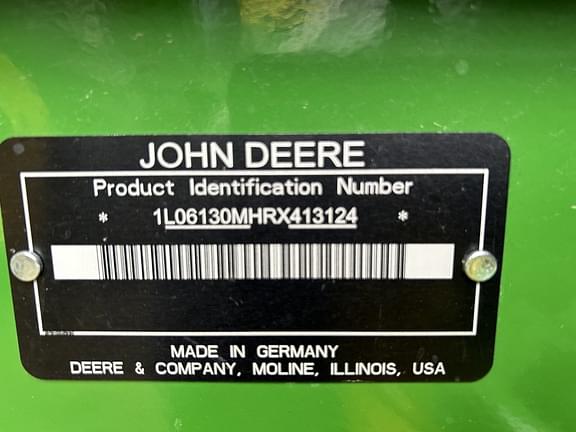 JOHN DEERE
Product Identification Number
* 1L06130MHRX413124 *
MADE IN GERMANY
DEERE & COMPANY, MOLINE, ILLINOIS, USA